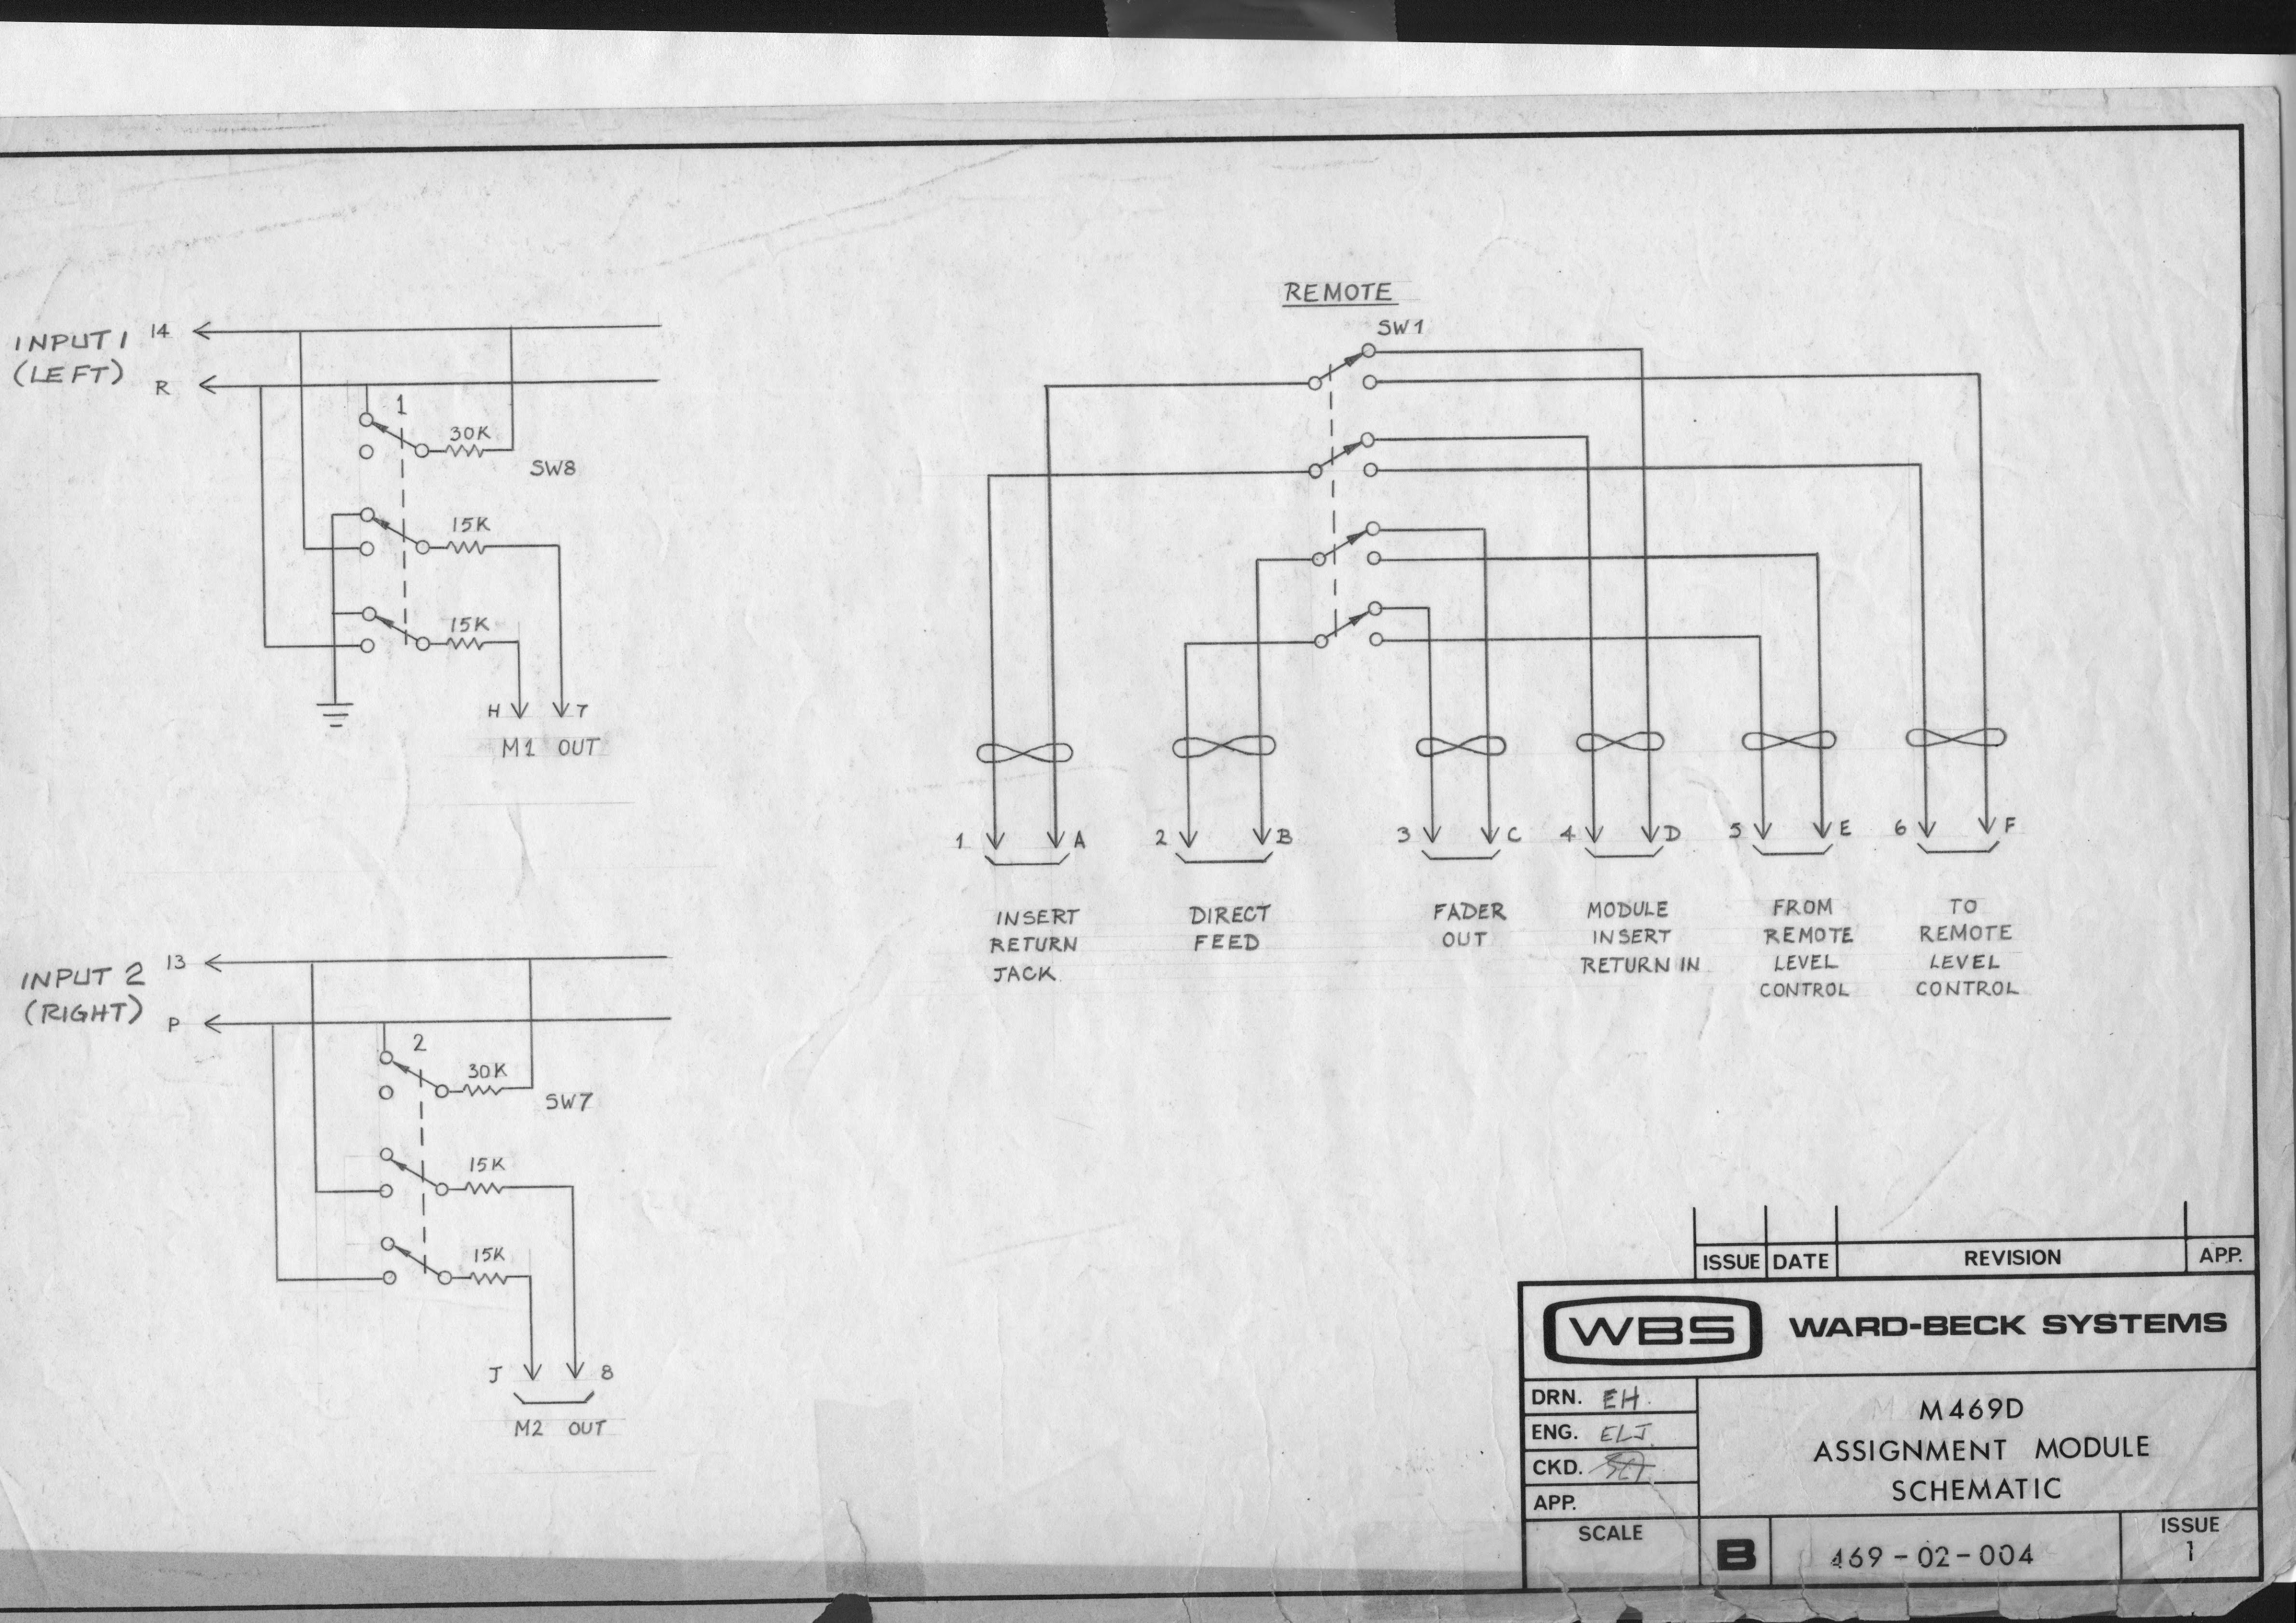 INPUT 1
(LEFT)
14
R
1
30K
SW8
15K
15K
H
7
M1 OUT
INPUT 2
(RIGHT)
13
P
2
30K
SW7
15K
15K
J
8
M2 OUT
REMOTE
SW1
1
A
2
B
3
C
4
D
5
E
6
F
INSERT
RETURN
JACK
DIRECT
FEED
FADER
OUT
MODULE
INSERT
RETURN IN
FROM
REMOTE
LEVEL
CONTROL
TO
REMOTE
LEVEL
CONTROL
ISSUE DATE REVISION APP.
WBS WARD-BECK SYSTEMS
DRN. EH.
ENG. ELJ.
CKD.
APP.
M469D
ASSIGNMENT MODULE
SCHEMATIC
SCALE
B
469-02-004
ISSUE
1